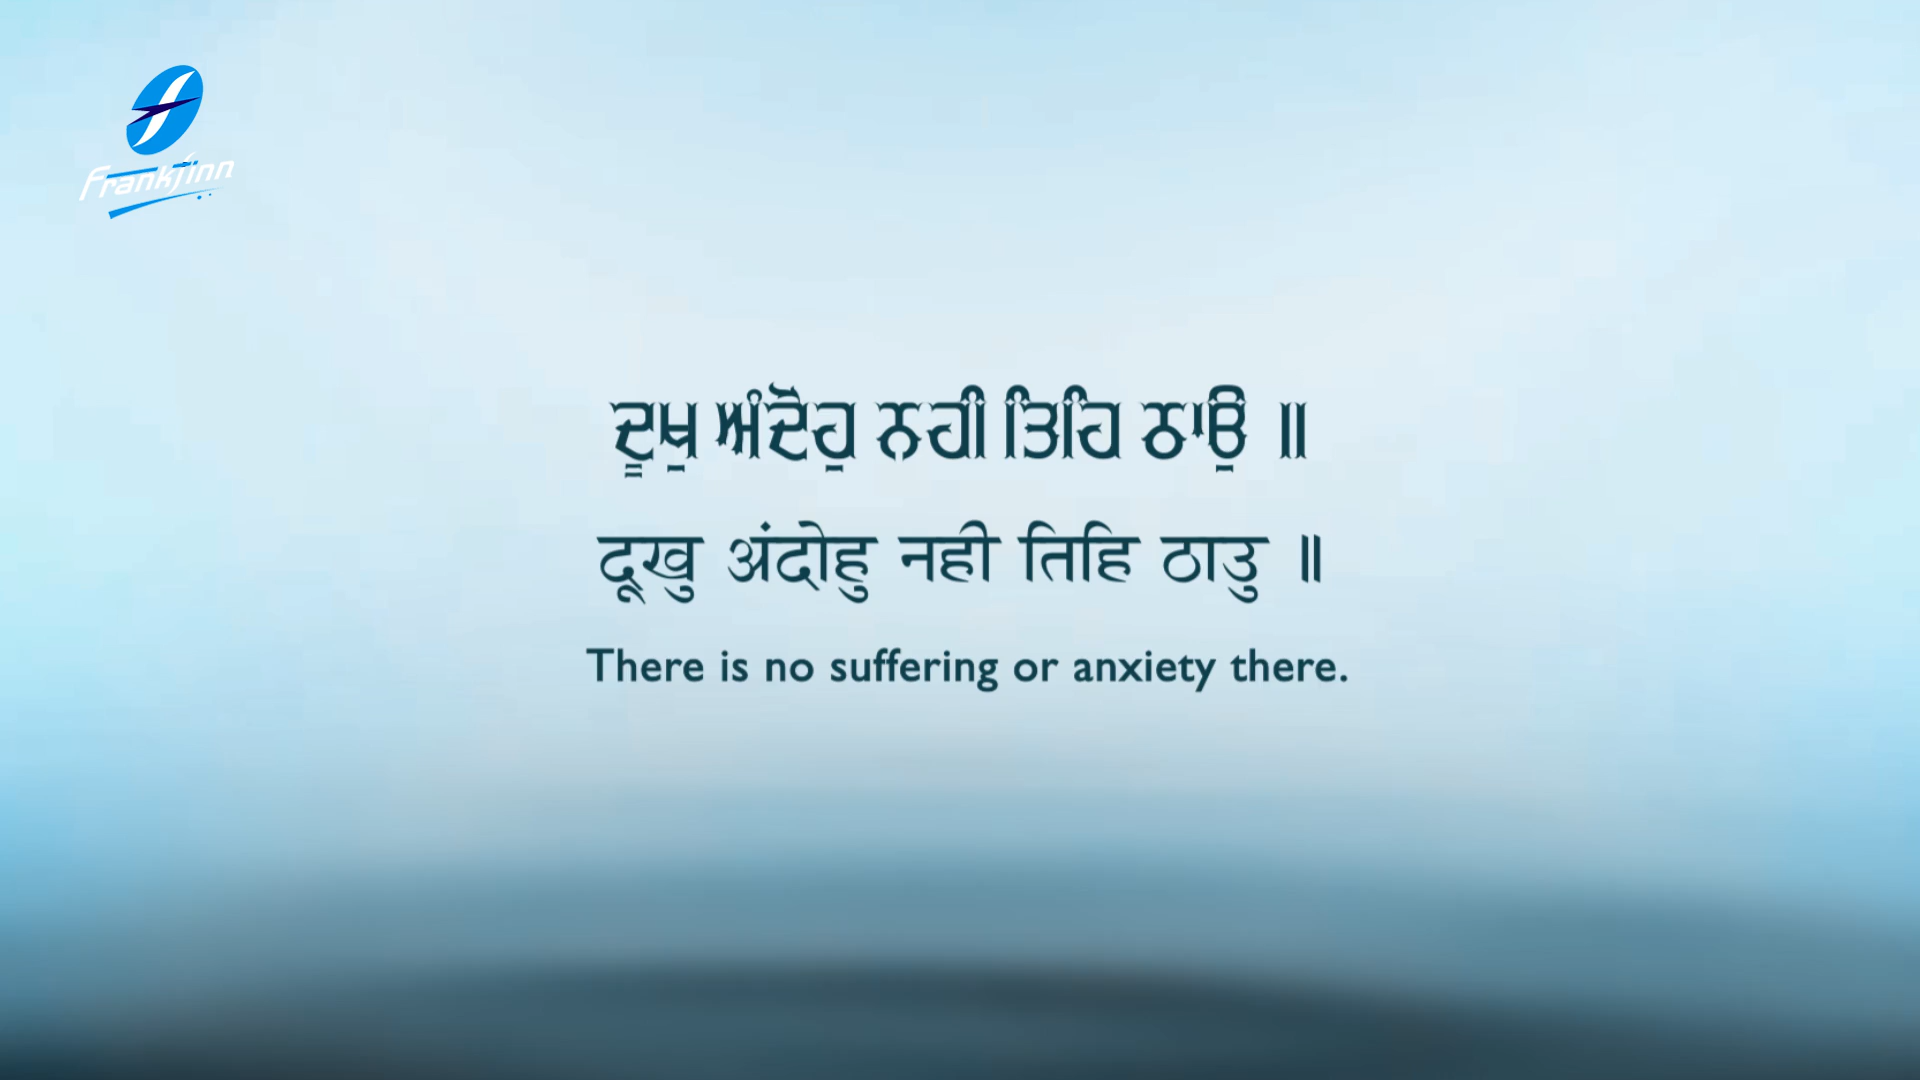 Frankfinn
ਦੂਖੁ ਅੰਦੋਹੁ ਨਹੀ ਤਿਹਿ ਠਾਉ ॥
दूखु अंदोहु नही तिहि ठातु ॥
There is no suffering or anxiety there.